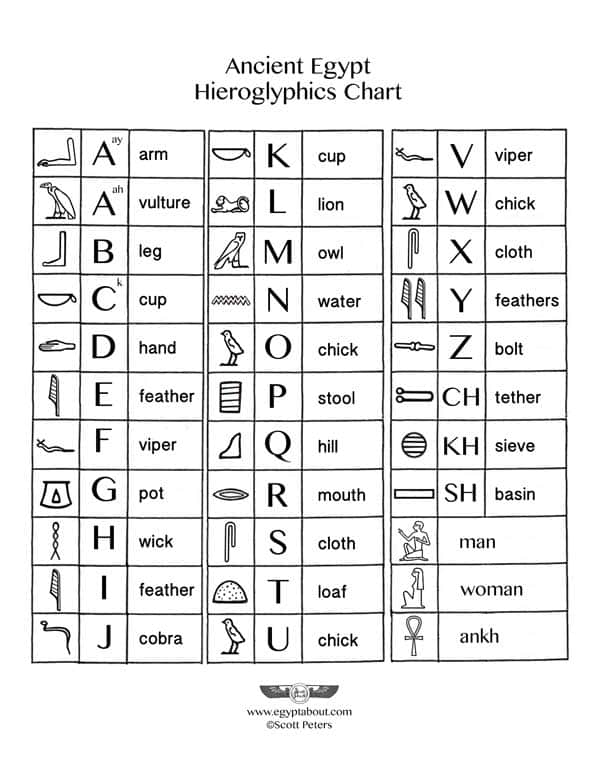 Ancient Egypt
Hieroglyphics Chart
A ay arm
A ah vulture
B leg
C k cup
D hand
E feather
F viper
G pot
H wick
I feather
J cobra
K cup
L lion
M owl
N water
O chick
P stool
Q hill
R mouth
S cloth
T loaf
U chick
V viper
W chick
X cloth
Y feathers
Z bolt
CH tether
KH sieve
SH basin
man
woman
ankh
www.egyptabout.com
©Scott Peters